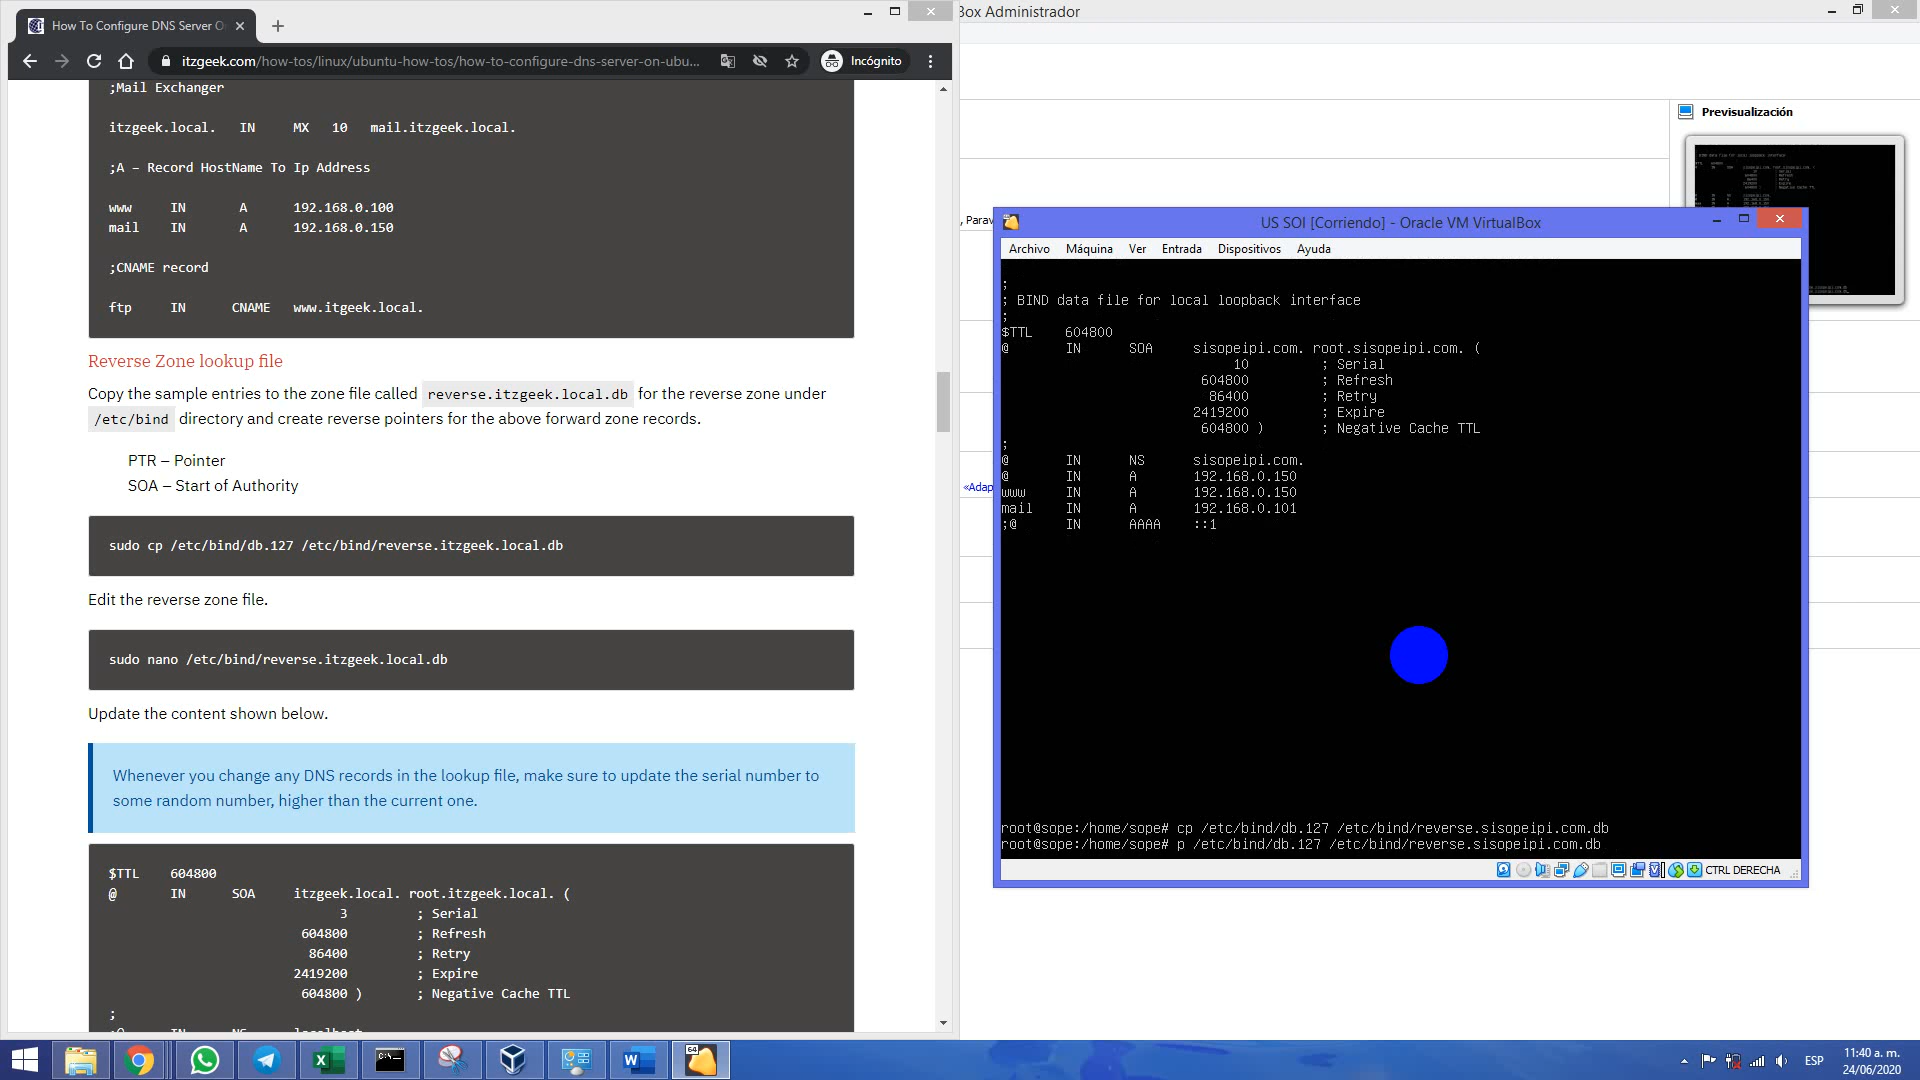 How To Configure DNS Server O
itzgeek.com/how-tos/linux/ubuntu-how-tos/how-to-configure-dns-server-on-ubu...
Incógnito
;Mail Exchanger
itzgeek.local. IN MX 10 mail.itzgeek.local.
;A – Record HostName To Ip Address
www IN A 192.168.0.100
mail IN A 192.168.0.150
;CNAME record
ftp IN CNAME www.itgeek.local.
Reverse Zone lookup file
Copy the sample entries to the zone file called reverse.itzgeek.local.db for the reverse zone under
/etc/bind directory and create reverse pointers for the above forward zone records.
PTR – Pointer
SOA – Start of Authority
sudo cp /etc/bind/db.127 /etc/bind/reverse.itzgeek.local.db
Edit the reverse zone file.
sudo nano /etc/bind/reverse.itzgeek.local.db
Update the content shown below.
Whenever you change any DNS records in the lookup file, make sure to update the serial number to
some random number, higher than the current one.
$TTL 604800
@ IN SOA itzgeek.local. root.itzgeek.local. (
3 ; Serial
604800 ; Refresh
86400 ; Retry
2419200 ; Expire
604800 ) ; Negative Cache TTL
;
Box Administrador
Previsualización
, Parav
«Adap
US SOI [Corriendo] - Oracle VM VirtualBox
Archivo Máquina Ver Entrada Dispositivos Ayuda
;
; BIND data file for local loopback interface
;
$TTL 604800
@ IN SOA sisopeipi.com. root.sisopeipi.com. (
10 ; Serial
604800 ; Refresh
86400 ; Retry
2419200 ; Expire
604800 ) ; Negative Cache TTL
;
@ IN NS sisopeipi.com.
@ IN A 192.168.0.150
www IN A 192.168.0.150
mail IN A 192.168.0.101
;@ IN AAAA ::1
root@sope:/home/sope# cp /etc/bind/db.127 /etc/bind/reverse.sisopeipi.com.db
root@sope:/home/sope# p /etc/bind/db.127 /etc/bind/reverse.sisopeipi.com.db
CTRL DERECHA
64
ESP
11:40 a. m.
24/06/2020